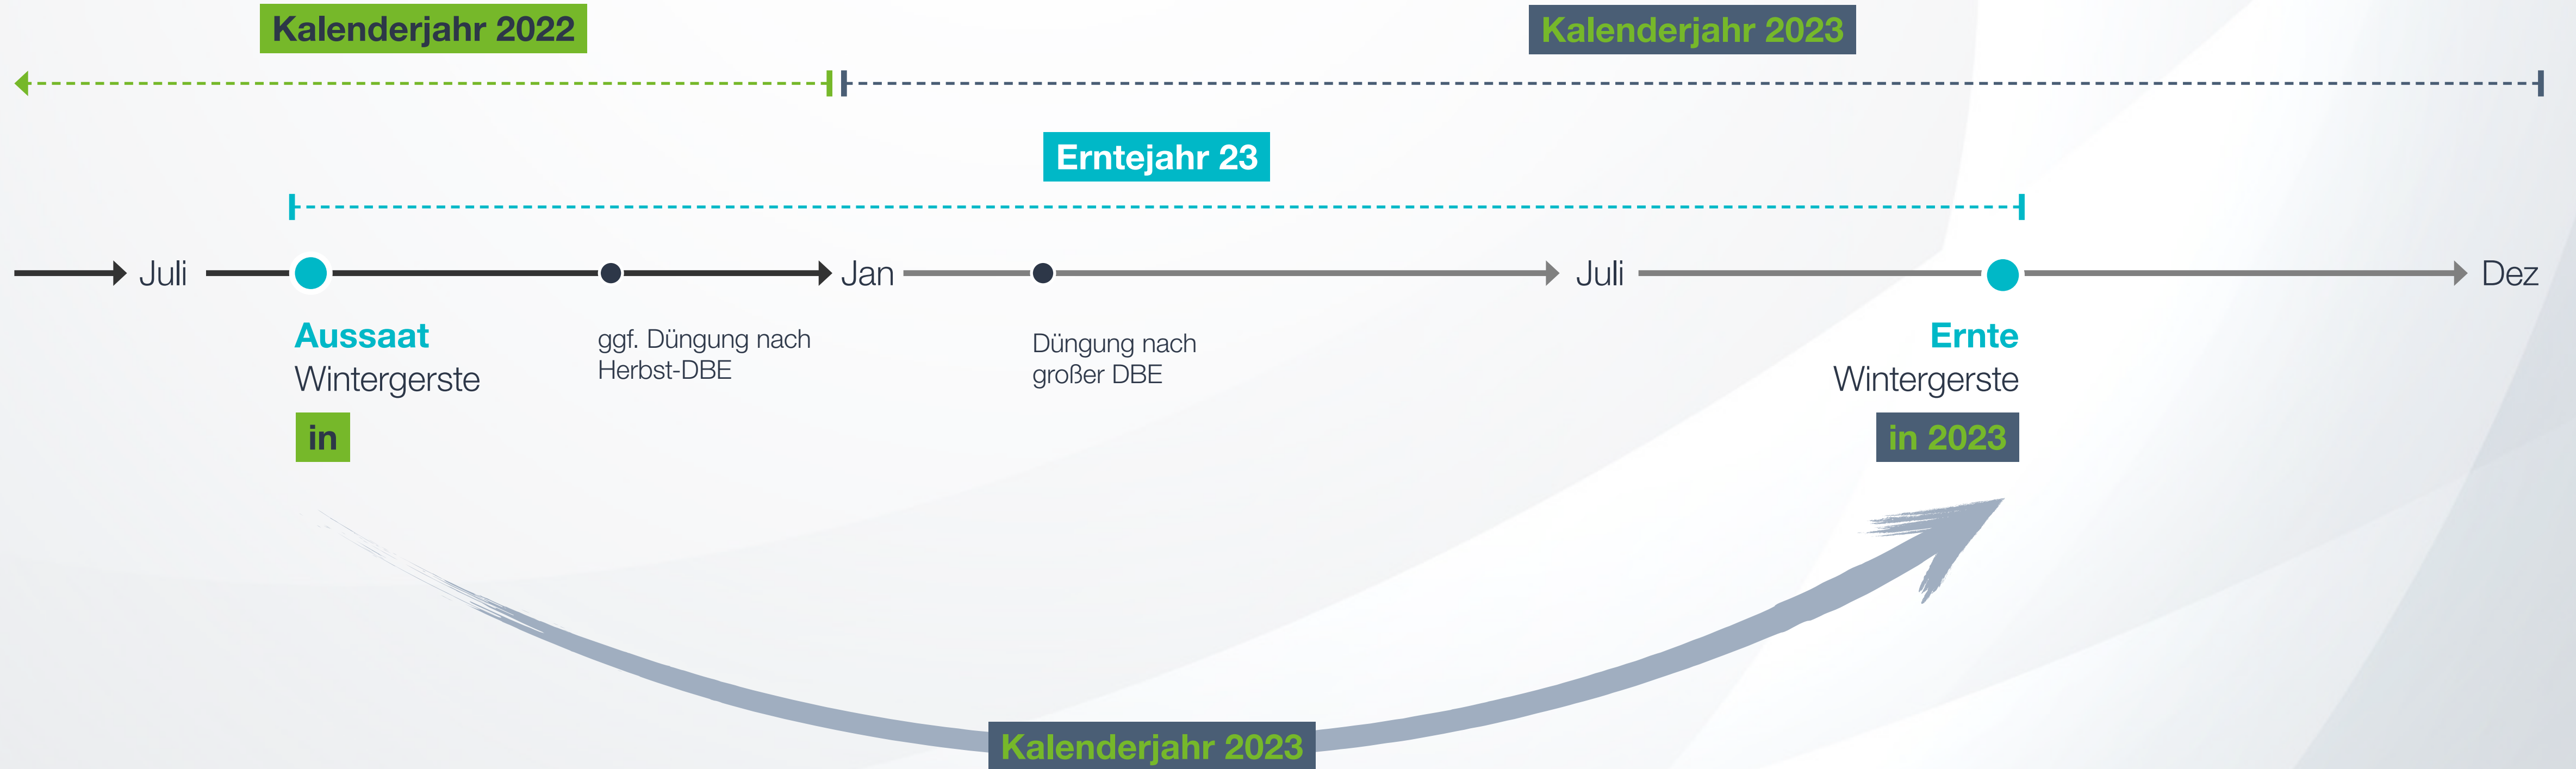 Kalenderjahr 2022
Kalenderjahr 2023
Erntejahr 23
Juli
Jan
Juli
Dez
Aussaat
Wintergerste
in
ggf. Düngung nach
Herbst-DBE
Düngung nach
großer DBE
Ernte
Wintergerste
in 2023
Kalenderjahr 2023